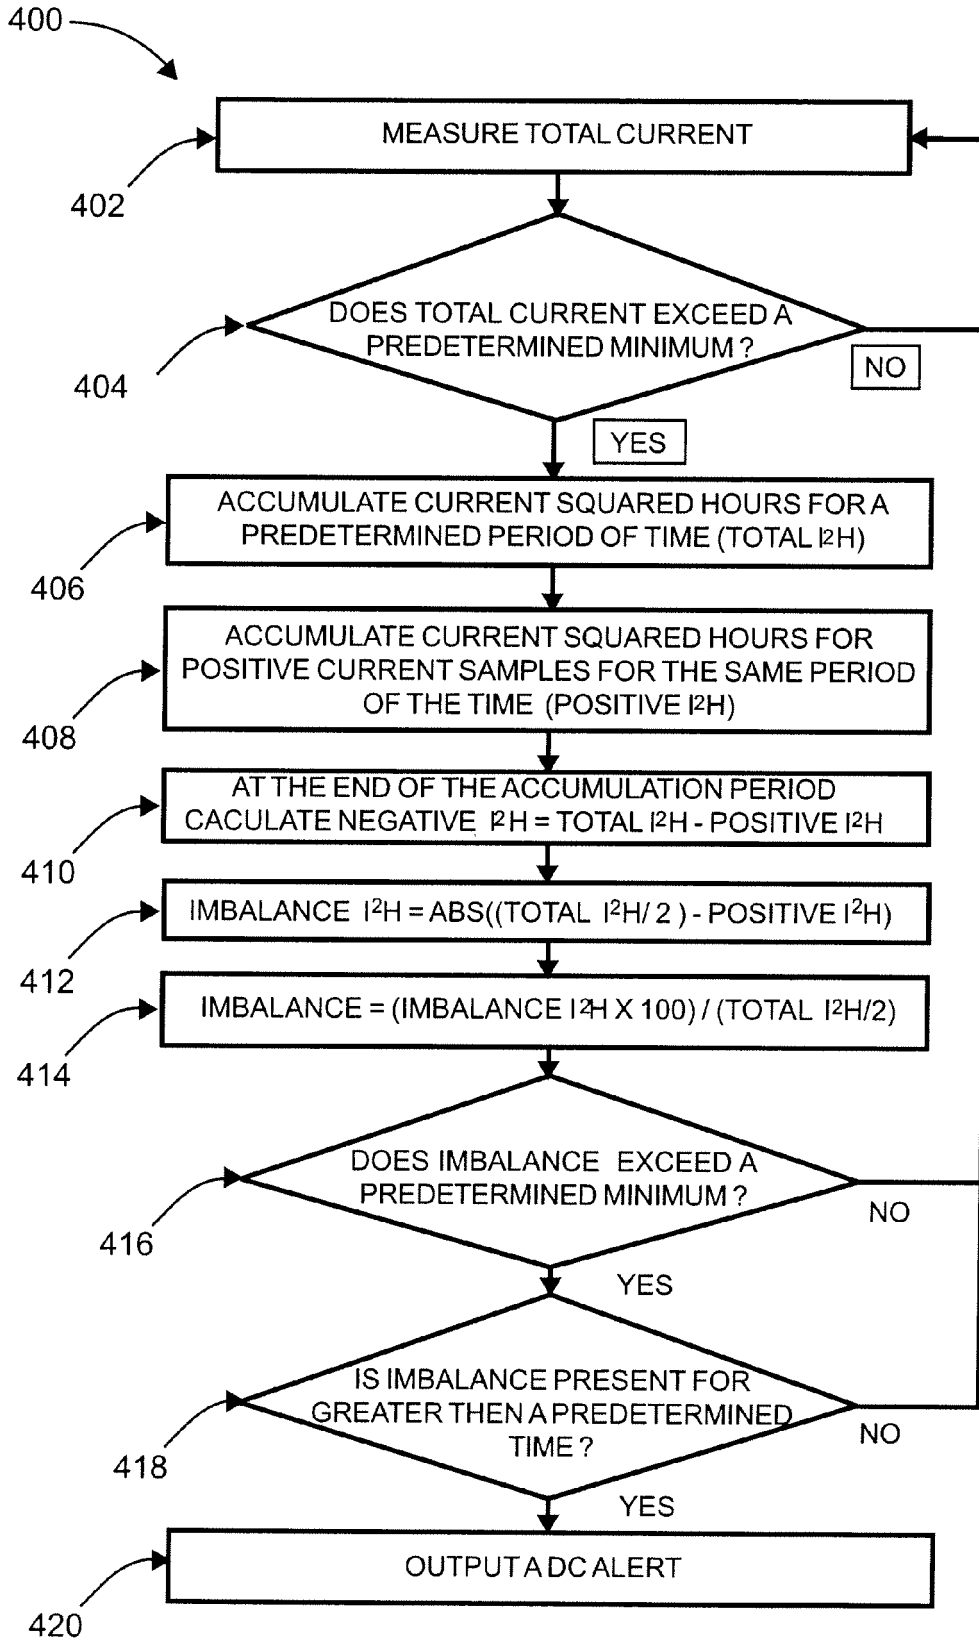 400
MEASURE TOTAL CURRENT
402
DOES TOTAL CURRENT EXCEED A
PREDETERMINED MINIMUM?
404
NO
YES
ACCUMULATE CURRENT SQUARED HOURS FOR A
PREDETERMINED PERIOD OF TIME (TOTAL I²H)
406
ACCUMULATE CURRENT SQUARED HOURS FOR
POSITIVE CURRENT SAMPLES FOR THE SAME PERIOD
OF THE TIME (POSITIVE I²H)
408
AT THE END OF THE ACCUMULATION PERIOD
CACULATE NEGATIVE I²H = TOTAL I²H - POSITIVE I²H
410
IMBALANCE I²H = ABS((TOTAL I²H/ 2 ) - POSITIVE I²H)
412
IMBALANCE = (IMBALANCE I²H X 100) / (TOTAL I²H/2)
414
DOES IMBALANCE EXCEED A
PREDETERMINED MINIMUM?
416
NO
YES
IS IMBALANCE PRESENT FOR
GREATER THEN A PREDETERMINED
TIME?
418
NO
YES
OUTPUT A DC ALERT
420